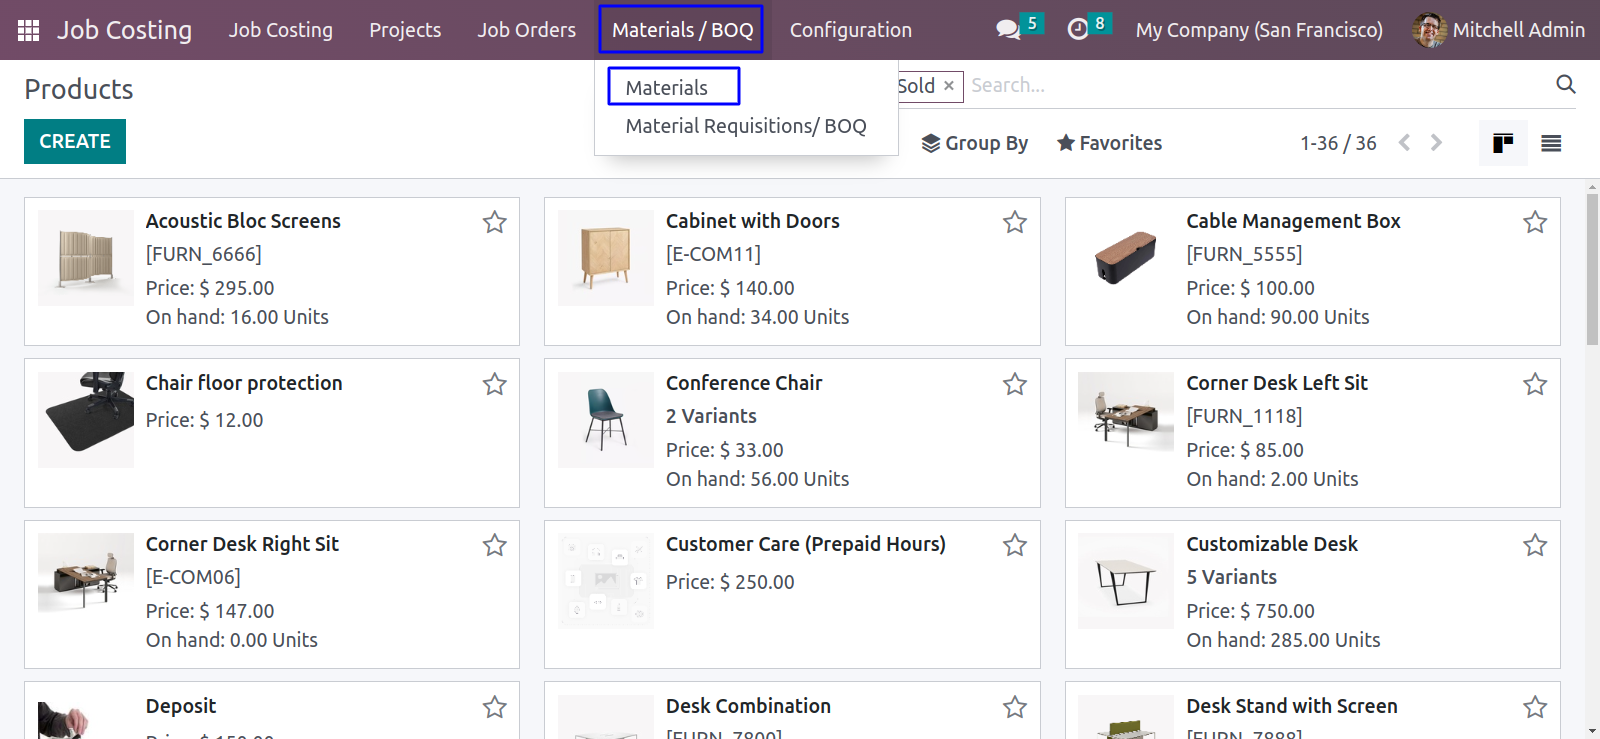 Job Costing
Job Costing
Projects
Job Orders
Materials / BOQ
Configuration
5
8
My Company (San Francisco)
Mitchell Admin
Products
Materials
Material Requisitions/ BOQ
Sold ×
Search...
CREATE
Group By
Favorites
1-36 / 36
Acoustic Bloc Screens
[FURN_6666]
Price: $ 295.00
On hand: 16.00 Units
Cabinet with Doors
[E-COM11]
Price: $ 140.00
On hand: 34.00 Units
Cable Management Box
[FURN_5555]
Price: $ 100.00
On hand: 90.00 Units
Chair floor protection
Price: $ 12.00
Conference Chair
2 Variants
Price: $ 33.00
On hand: 56.00 Units
Corner Desk Left Sit
[FURN_1118]
Price: $ 85.00
On hand: 2.00 Units
Corner Desk Right Sit
[E-COM06]
Price: $ 147.00
On hand: 0.00 Units
Customer Care (Prepaid Hours)
Price: $ 250.00
Customizable Desk
5 Variants
Price: $ 750.00
On hand: 285.00 Units
Deposit
Price: $ 150.00
Desk Combination
[FURN_7800]
Desk Stand with Screen
[FURN_7888]